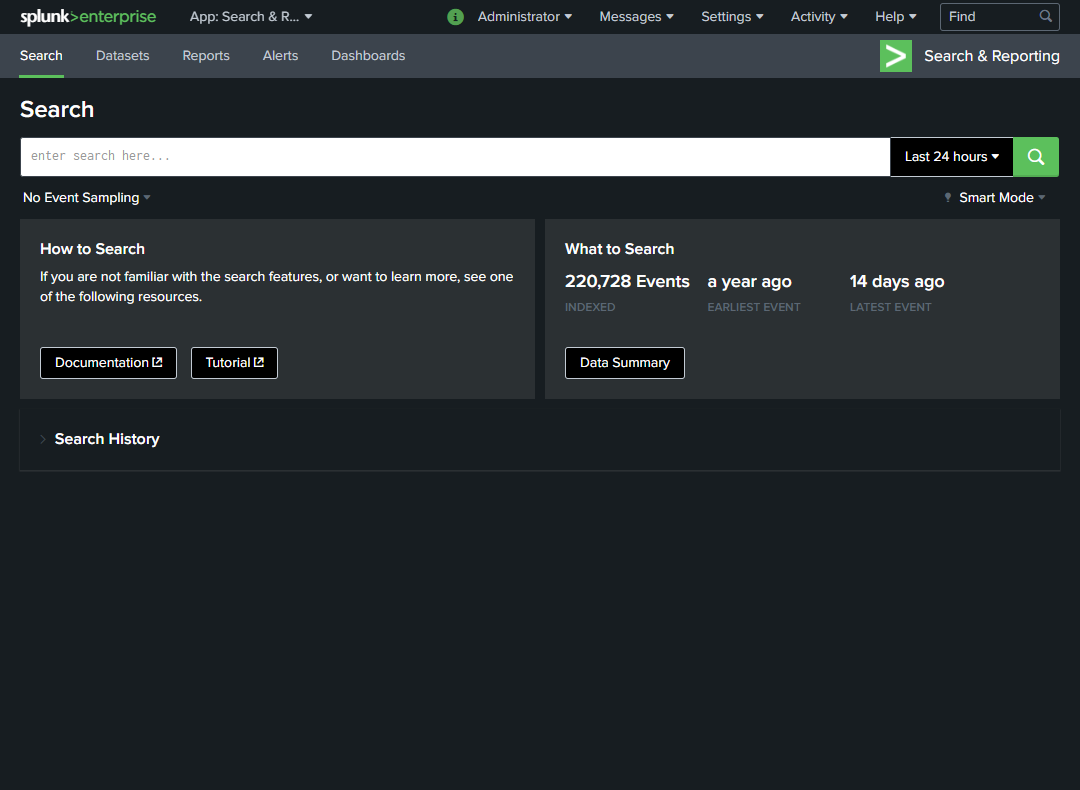 splunk>enterprise App: Search & R... Administrator Messages Settings Activity Help Find
Search Datasets Reports Alerts Dashboards Search & Reporting
Search
enter search here... Last 24 hours
No Event Sampling Smart Mode
How to Search
If you are not familiar with the search features, or want to learn more, see one
of the following resources.
Documentation Tutorial
What to Search
220,728 Events a year ago 14 days ago
INDEXED EARLIEST EVENT LATEST EVENT
Data Summary
Search History